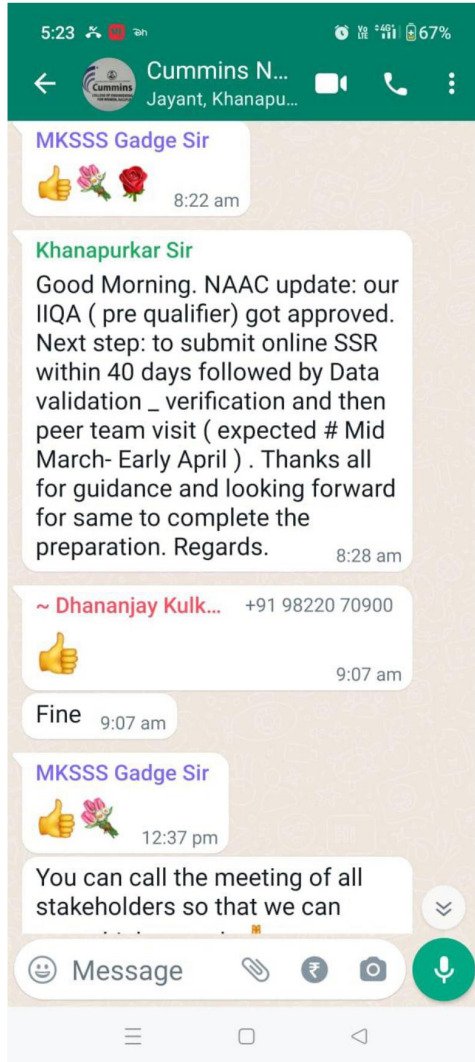 5:23
67%
Cummins N...
Jayant, Khanapu...
Cummins
MKSSS Gadge Sir
👍💐🌹
8:22 am
Khanapurkar Sir
Good Morning. NAAC update: our
IIQA ( pre qualifier) got approved.
Next step: to submit online SSR
within 40 days followed by Data
validation _ verification and then
peer team visit ( expected # Mid
March- Early April ) . Thanks all
for guidance and looking forward
for same to complete the
preparation. Regards.
8:28 am
~ Dhananjay Kulk... +91 98220 70900
👍
9:07 am
Fine 9:07 am
MKSSS Gadge Sir
👍💐
12:37 pm
You can call the meeting of all
stakeholders so that we can
Message